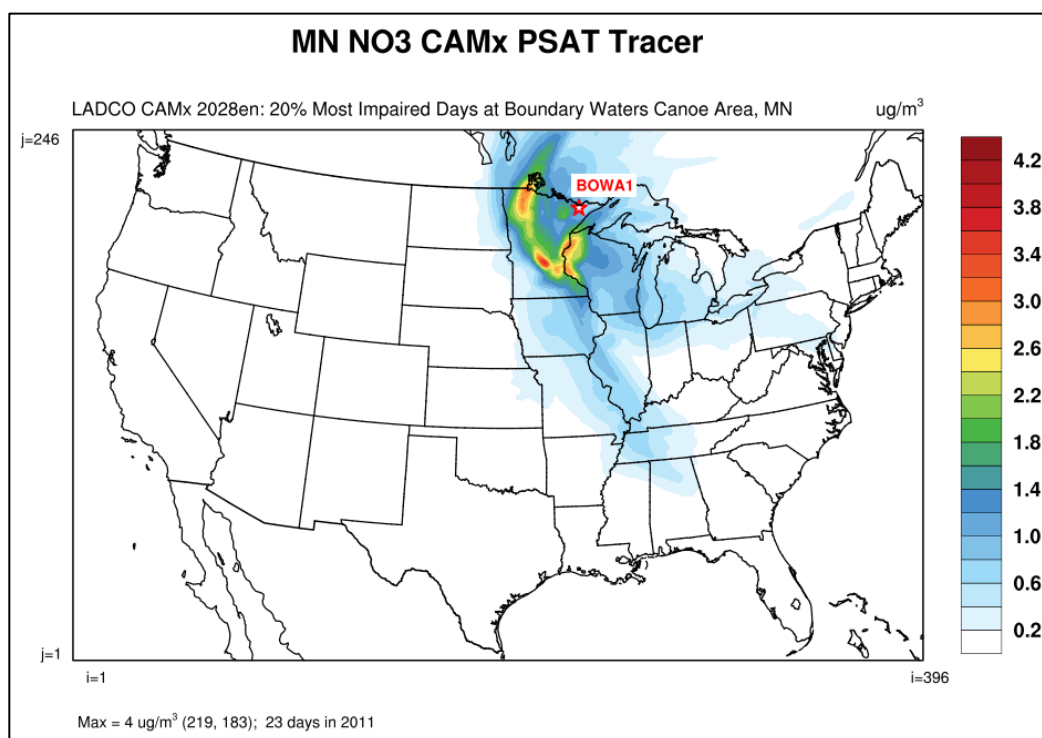 MN NO3 CAMx PSAT Tracer
LADCO CAMx 2028en: 20% Most Impaired Days at Boundary Waters Canoe Area, MN ug/m³
j=246
BOWA1
4.2
3.8
3.4
3.0
2.6
2.2
1.8
1.4
1.0
0.6
0.2
j=1
i=1 i=396
Max = 4 ug/m³ (219, 183); 23 days in 2011